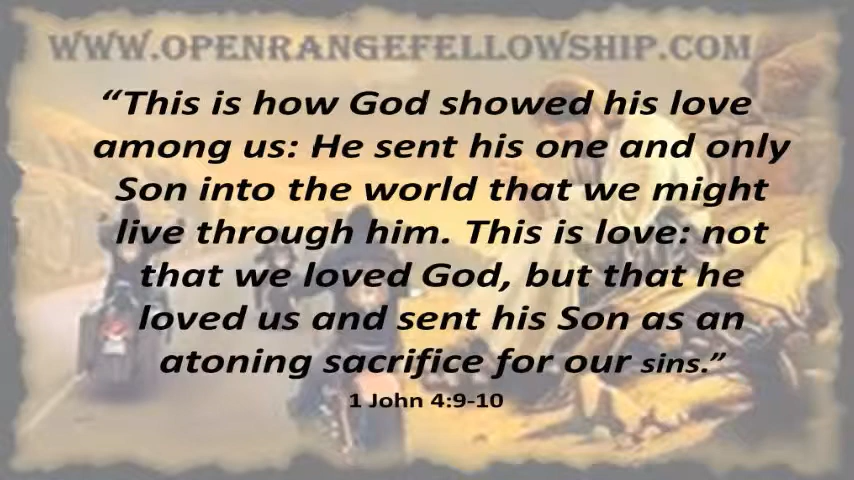 WWW.OPENRANGEFELLOWSHIP.COM
“This is how God showed his love
among us: He sent his one and only
Son into the world that we might
live through him. This is love: not
that we loved God, but that he
loved us and sent his Son as an
atoning sacrifice for our sins.”
1 John 4:9-10